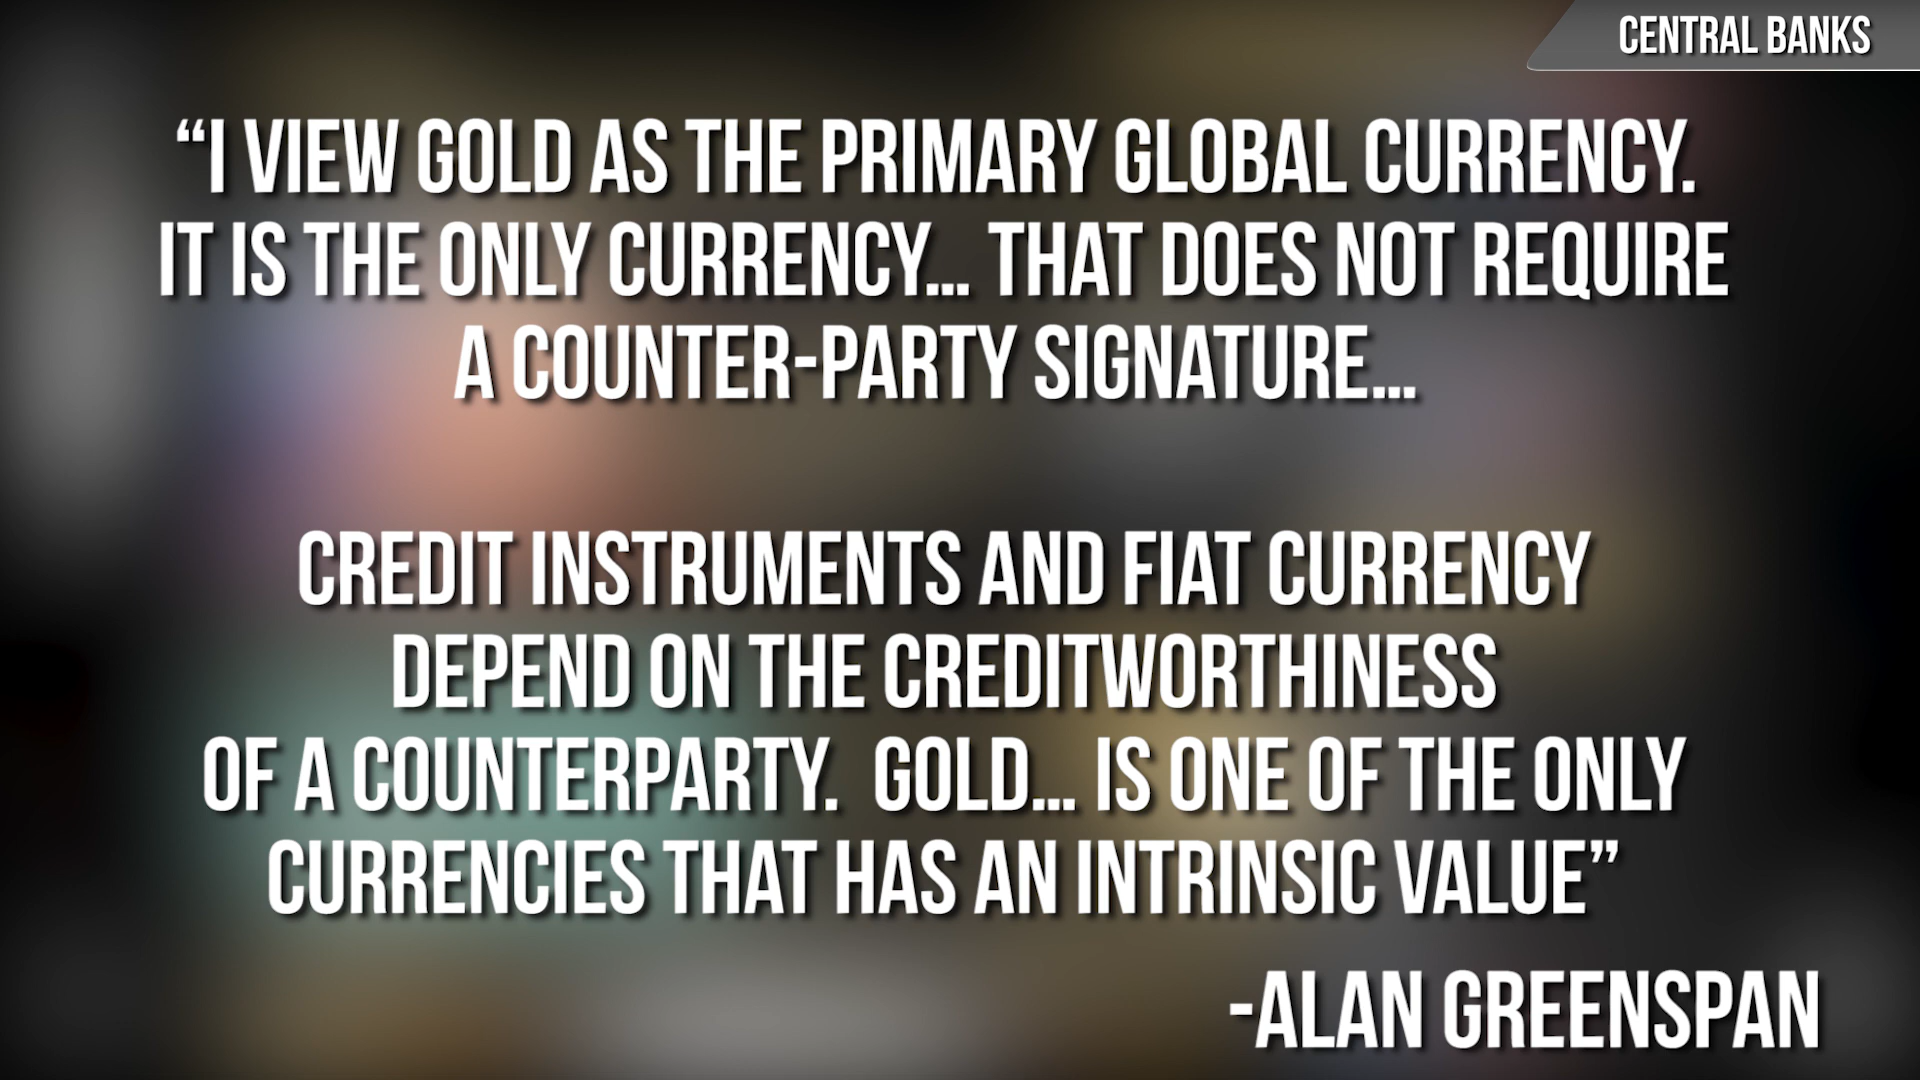 CENTRAL BANKS
“I VIEW GOLD AS THE PRIMARY GLOBAL CURRENCY.
IT IS THE ONLY CURRENCY... THAT DOES NOT REQUIRE
A COUNTER-PARTY SIGNATURE...
CREDIT INSTRUMENTS AND FIAT CURRENCY
DEPEND ON THE CREDITWORTHINESS
OF A COUNTERPARTY. GOLD... IS ONE OF THE ONLY
CURRENCIES THAT HAS AN INTRINSIC VALUE”
-ALAN GREENSPAN